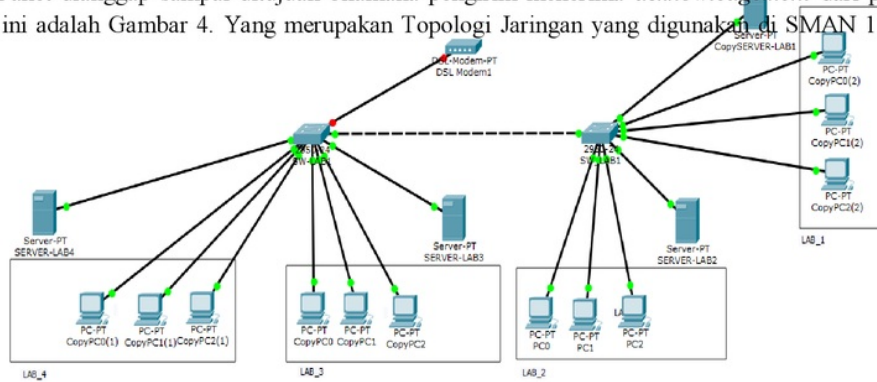 ini adalah Gambar 4. Yang merupakan Topologi Jaringan yang digunakan di SMAN 1
Server-PT
CopySERVER-LAB1
DSL-Modem-PT
DSL Modem1
PC-PT
CopyPC0(2)
PC-PT
CopyPC1(2)
PC-PT
CopyPC2(2)
LAB_1
SW-LAB1
Server-PT
SERVER-LAB4
Server-PT
SERVER-LAB3
Server-PT
SERVER-LAB2
PC-PT
CopyPC0(1)
PC-PT
CopyPC1(1)
PC-PT
CopyPC2(1)
LAB_4
PC-PT
CopyPC0
PC-PT
CopyPC1
PC-PT
CopyPC2
LAB_3
PC-PT
PC0
PC-PT
PC1
PC-PT
PC2
LAB_2